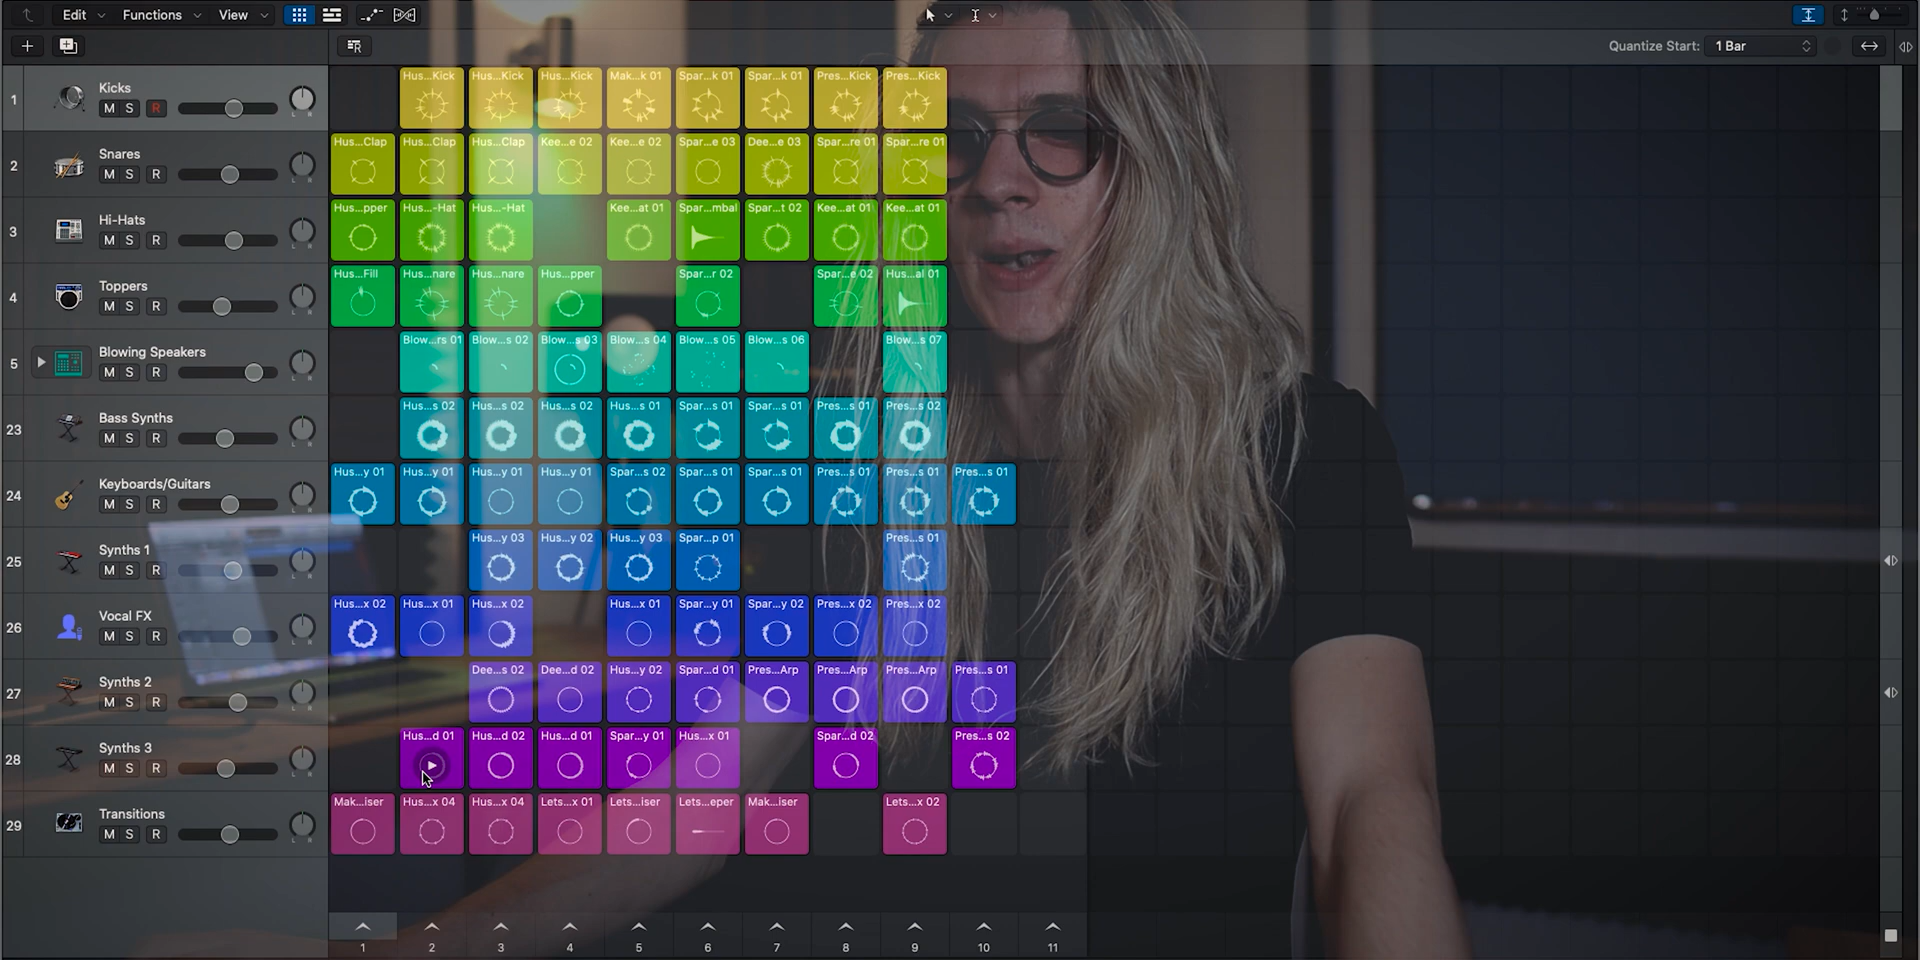 Edit Functions View
Quantize Start: 1 Bar
1 Kicks
M S R
Hus...Kick Hus...Kick Hus...Kick Mak...k 01 Spar...k 01 Spar...k 01 Pres...Kick Pres...Kick
2 Snares
M S R
L R
Hus...Clap Hus...Clap Hus...Clap Kee...e 02 Kee...e 02 Spar...e 03 Dee...e 03 Spar...re 01 Spar...re 01
3 Hi-Hats
M S R
L R
Hus...pper Hus...-Hat Hus...-Hat Kee...at 01 Spar...mbal Spar...t 02 Kee...at 01 Kee...at 01
4 Toppers
M S R
L R
Hus...Fill Hus...nare Hus...nare Hus...pper Spar...r 02 Spar...e 02 Hus...al 01
5 Blowing Speakers
M S R
L R
Blow...rs 01 Blow...s 02 Blow...s 03 Blow...s 04 Blow...s 05 Blow...s 06 Blow...s 07
23 Bass Synths
M S R
L R
Hus...s 02 Hus...s 02 Hus...s 02 Hus...s 01 Spar...s 01 Spar...s 01 Pres...s 01 Pres...s 02
24 Keyboards/Guitars
M S R
L R
Hus...y 01 Hus...y 01 Hus...y 01 Hus...y 01 Spar...s 02 Spar...s 01 Spar...s 01 Pres...s 01 Pres...s 01 Pres...s 01
25 Synths 1
M S R
L R
Hus...y 03 Hus...y 02 Hus...y 03 Spar...p 01 Pres...s 01
26 Vocal FX
M S R
L R
Hus...x 02 Hus...x 01 Hus...x 02 Hus...x 01 Spar...y 01 Spar...y 02 Pres...x 02 Pres...x 02
27 Synths 2
M S R
L R
Dee...s 02 Dee...d 02 Hus...y 02 Spar...d 01 Pres...Arp Pres...Arp Pres...Arp Pres...s 01
28 Synths 3
M S R
L R
Hus...d 01 Hus...d 02 Hus...d 01 Spar...y 01 Hus...x 01 Spar...d 02 Pres...s 02
29 Transitions
M S R
L R
Mak...iser Hus...x 04 Hus...x 04 Lets...x 01 Lets...iser Lets...eper Mak...iser Lets...x 02
1 2 3 4 5 6 7 8 9 10 11